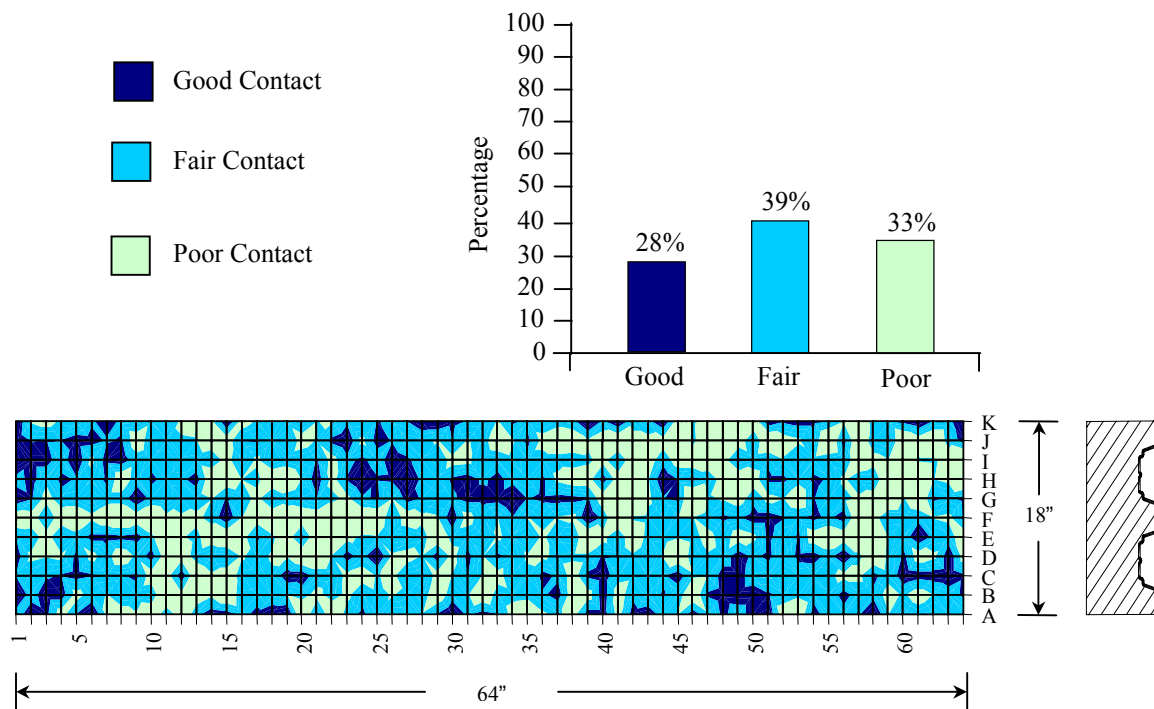 Good Contact
Fair Contact
Poor Contact
Percentage
100
90
80
70
60
50
40
30
20
10
0
28%
39%
33%
Good Fair Poor
K
J
I
H
G
F
E
D
C
B
A
1 5 10 15 20 25 30 35 40 45 50 55 60
64”
18”